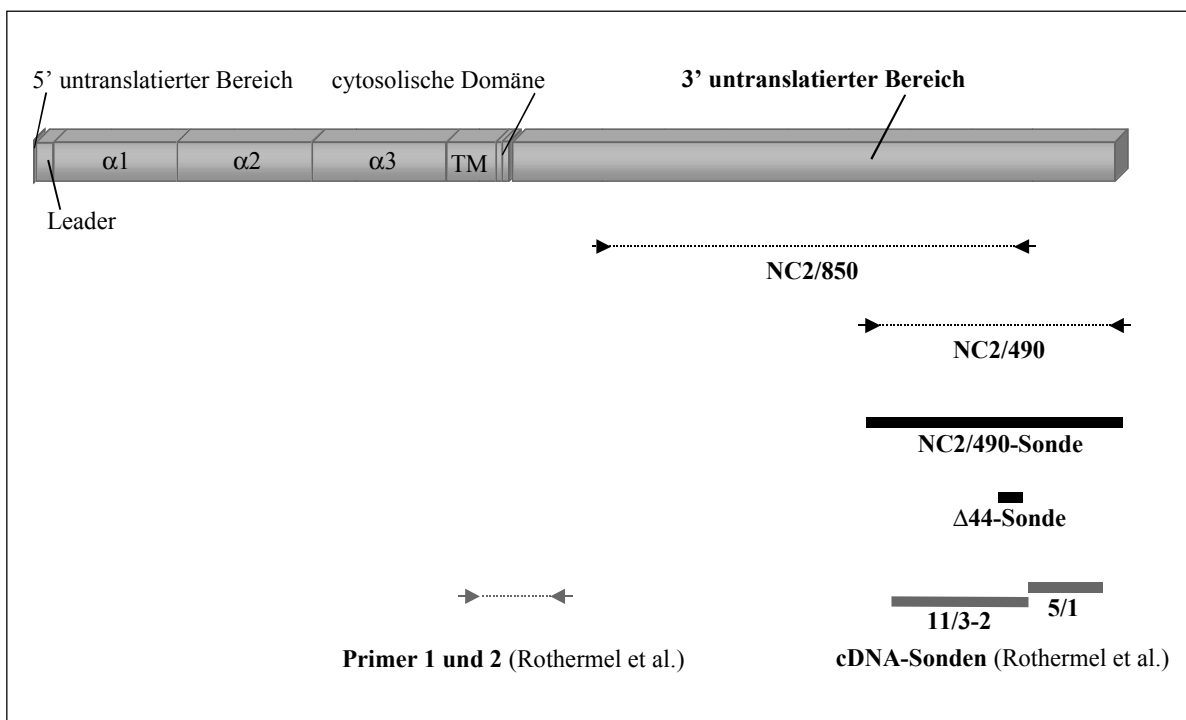 5’ untranslatierter Bereich
cytosolische Domäne
3’ untranslatierter Bereich
α1
α2
α3
TM
Leader
NC2/850
NC2/490
NC2/490-Sonde
Δ44-Sonde
5/1
11/3-2
Primer 1 und 2 (Rothermel et al.)
cDNA-Sonden (Rothermel et al.)